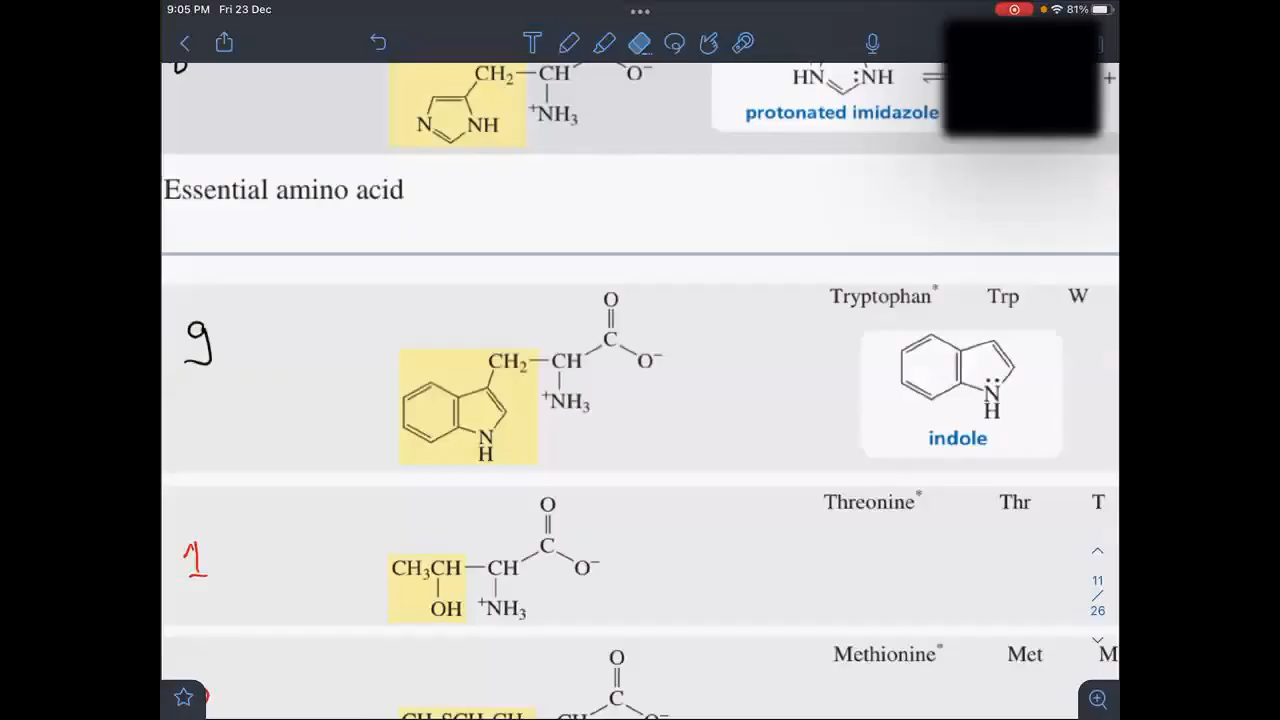 9:05 PM Fri 23 Dec
81%
CH₂ CH O⁻
HN :NH ⇌ +
N NH ⁺NH₃
protonated imidazole
Essential amino acid
Tryptophan* Trp W
O
9
C
CH₂ CH O⁻
⁺NH₃
N
H
N
H
indole
Threonine* Thr T
O
C
1
CH₃CH CH O⁻
OH ⁺NH₃
11
/
26
Methionine* Met M
O
C